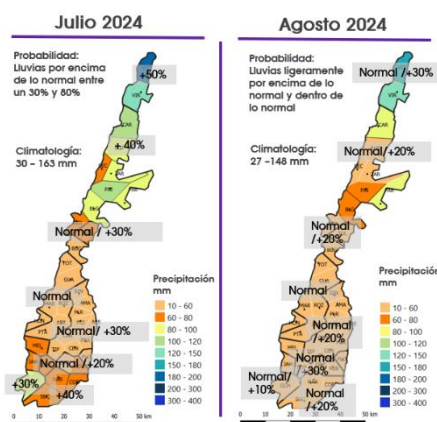 Julio 2024
Probabilidad:
Lluvias por encima
de lo normal entre
un 30% y 80%
Climatología:
30 – 163 mm
+50%
+ 40%
Normal / +30%
Normal
Normal/ +30%
Normal/ +20%
+30%
+40%
Precipitación
mm
10 - 60
60 - 80
80 - 100
100 - 120
120 - 150
150 - 180
180 - 200
200 - 300
300 - 400
0 10 20 30 40 50 km
Agosto 2024
Probabilidad:
Lluvias ligeramente
por encima de lo
normal y dentro de
lo normal
Climatología:
27 –148 mm
Normal /+30%
Normal/+20%
Normal
/+20%
Normal
/+20%
Normal
/+30%
Normal/
+10%
Normal
/+20%
Precipitación
mm
10 - 60
60 - 80
80 - 100
100 - 120
120 - 150
150 - 180
180 - 200
200 - 300
300 - 400
0 10 20 30 40 50 km